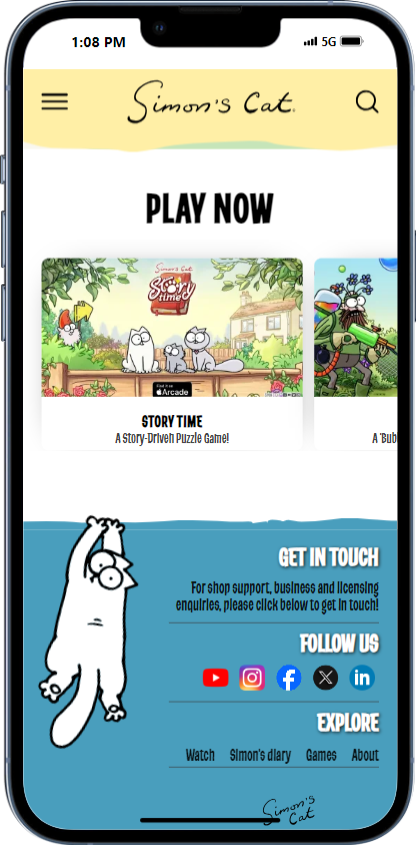 1:08 PM
5G
Simon's Cat
PLAY NOW
Simon's Cat
Story
time
Find it on
Arcade
STORY TIME
A Story-Driven Puzzle Game!
A 'Bub
GET IN TOUCH
For shop support, business and licensing
enquiries, please click below to get in touch!
FOLLOW US
in
EXPLORE
Watch Simon's diary Games About
Simon's
Cat